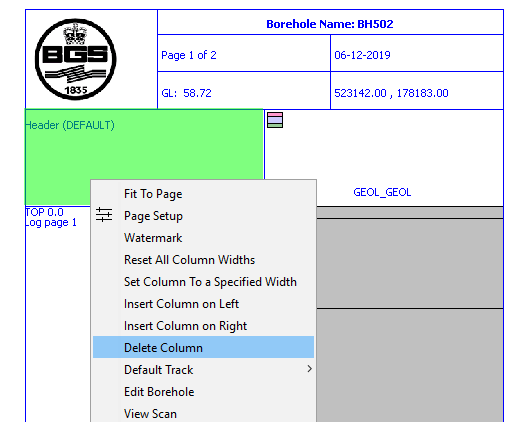 BGS
1835
Borehole Name: BH502
Page 1 of 2
06-12-2019
GL: 58.72
523142.00 , 178183.00
Header (DEFAULT)
GEOL_GEOL
TOP 0.0
Log page 1
Fit To Page
Page Setup
Watermark
Reset All Column Widths
Set Column To a Specified Width
Insert Column on Left
Insert Column on Right
Delete Column
Default Track
Edit Borehole
View Scan